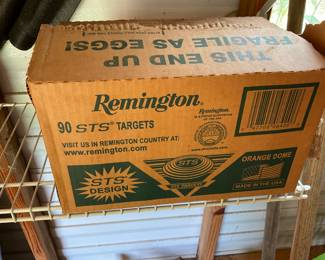 THIS END UP
FRAGILE AS EGGS!
Remington®
Remington
90 STS TARGETS
VISIT US IN REMINGTON COUNTRY AT:
www.remington.com
STS
DESIGN
STS
ORANGE DOME
MADE IN THE USA